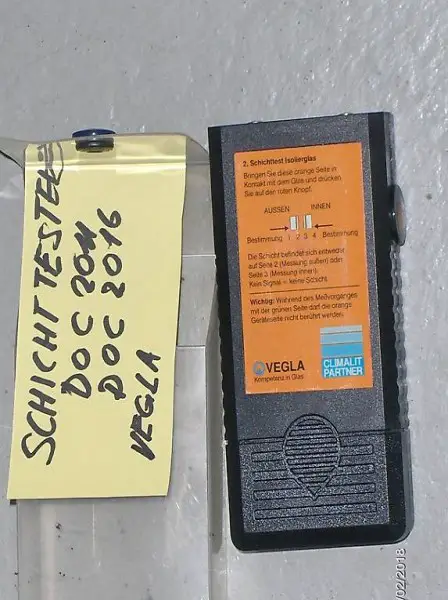 SCHICHTTESTER
DOC 2011
DOC 2016
VEGLA
2. Schichttest Isolierglas
Bringen Sie diese orange Seite in
Kontakt mit dem Glas und drücken
Sie auf den roten Knopf.
AUSSEN INNEN
Bestimmung 1 2 3 4 Bestimmung
Die Schicht befindet sich entweder
auf Seite 2 (Messung außen) oder
Seite 3 (Messung innen).
Kein Signal = keine Schicht.
Wichtig: Während des Meßvorganges
mit der grünen Seite darf die orange
Geräteseite nicht berührt werden.
VEGLA
Kompetenz in Glas
CLIMALIT
PARTNER
/02/2018